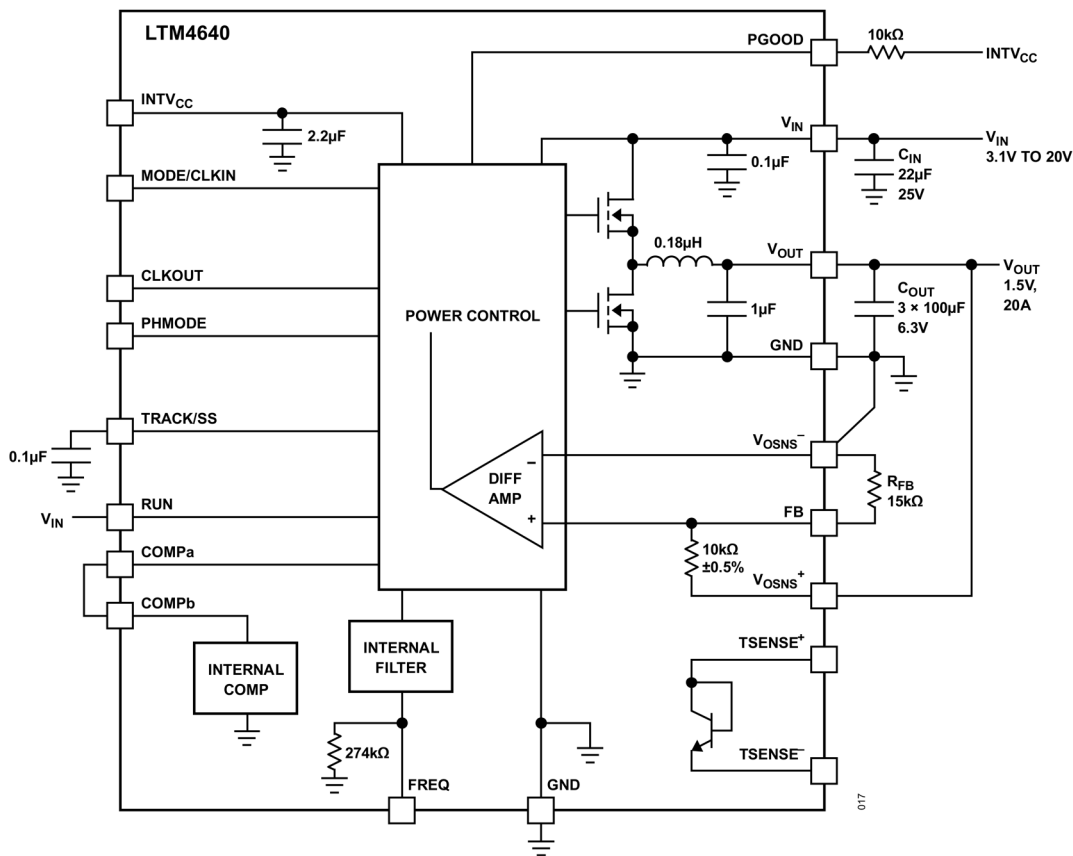 LTM4640
PGOOD
10kΩ
INTVCC
INTVCC
2.2µF
VIN
0.1µF
CIN
22µF
25V
VIN
3.1V TO 20V
MODE/CLKIN
0.18µH
VOUT
VOUT
1.5V,
20A
CLKOUT
COUT
3 × 100µF
6.3V
1µF
POWER CONTROL
PHMODE
GND
TRACK/SS
0.1µF
VOSNS–
–
DIFF
AMP
+
RFB
15kΩ
RUN
VIN
FB
COMPa
10kΩ
±0.5%
VOSNS+
COMPb
INTERNAL
COMP
INTERNAL
FILTER
TSENSE+
274kΩ
TSENSE–
FREQ
GND
017